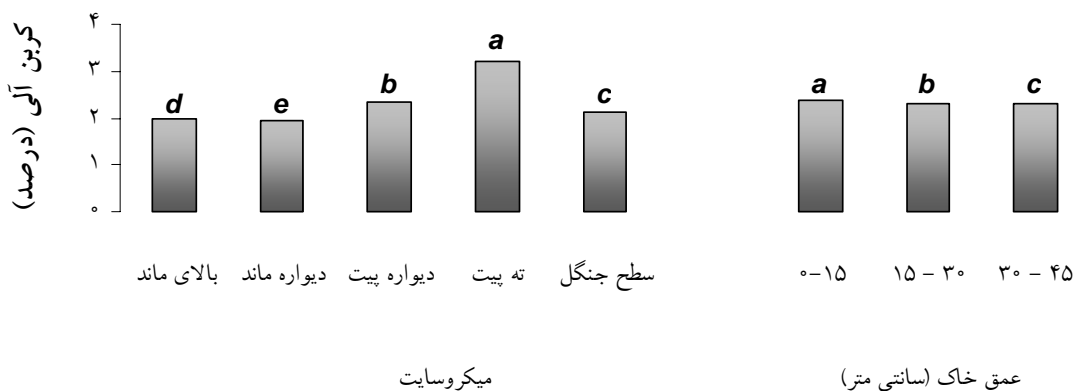 کربن آلی (درصد)
۴
۳
۲
۱
۰
d
e
b
a
c
a
b
c
بالای ماند
دیواره ماند
دیواره پیت
ته پیت
سطح جنگل
۰-۱۵
۱۵ - ۳۰
۳۰ - ۴۵
میکروسایت
عمق خاک (سانتی متر)